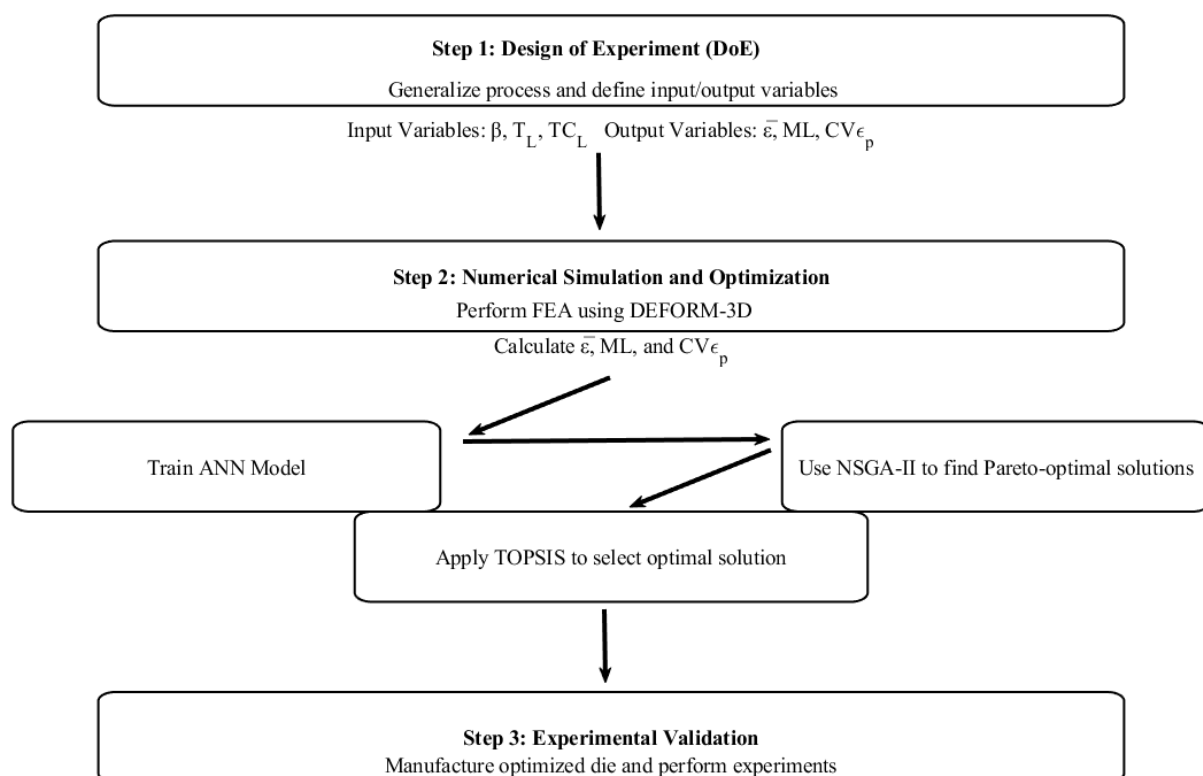 Step 1: Design of Experiment (DoE)
Generalize process and define input/output variables
Input Variables: β, T_L, TC_L Output Variables: ε̅, ML, CVϵ_p
Step 2: Numerical Simulation and Optimization
Perform FEA using DEFORM-3D
Calculate ε̅, ML, and CVϵ_p
Train ANN Model
Use NSGA-II to find Pareto-optimal solutions
Apply TOPSIS to select optimal solution
Step 3: Experimental Validation
Manufacture optimized die and perform experiments